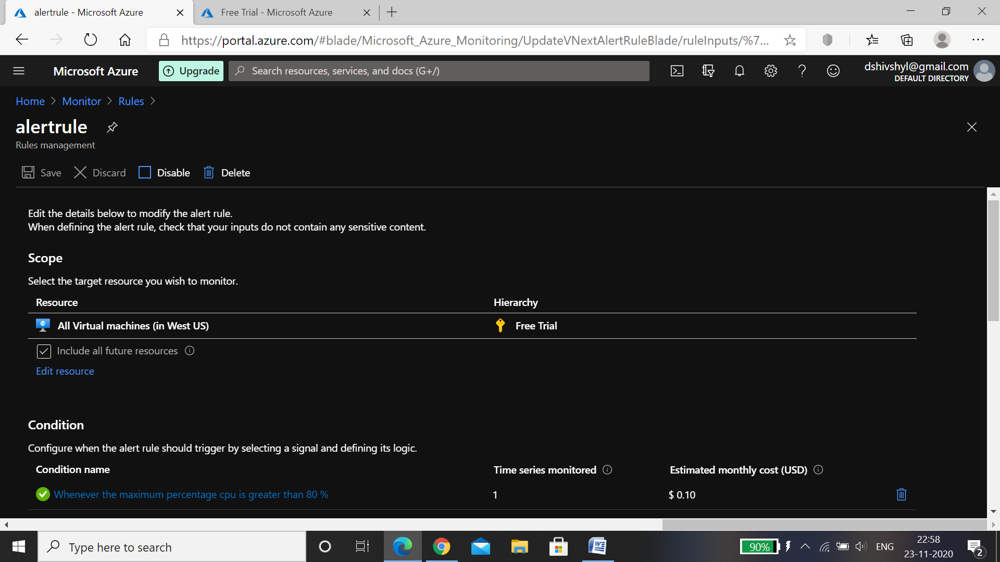 alertrule - Microsoft Azure
Free Trial - Microsoft Azure
https://portal.azure.com/#blade/Microsoft_Azure_Monitoring/UpdateVNextAlertRuleBlade/ruleInputs/%7...
Microsoft Azure
Upgrade
Search resources, services, and docs (G+/)
dshivshyl@gmail.com
DEFAULT DIRECTORY
Home > Monitor > Rules >
alertrule
Rules management
Save
Discard
Disable
Delete
Edit the details below to modify the alert rule.
When defining the alert rule, check that your inputs do not contain any sensitive content.
Scope
Select the target resource you wish to monitor.
Resource
Hierarchy
All Virtual machines (in West US)
Free Trial
Include all future resources
Edit resource
Condition
Configure when the alert rule should trigger by selecting a signal and defining its logic.
Condition name
Time series monitored
Estimated monthly cost (USD)
Whenever the maximum percentage cpu is greater than 80 %
1
$ 0.10
Type here to search
90%
ENG
22:58
23-11-2020
2